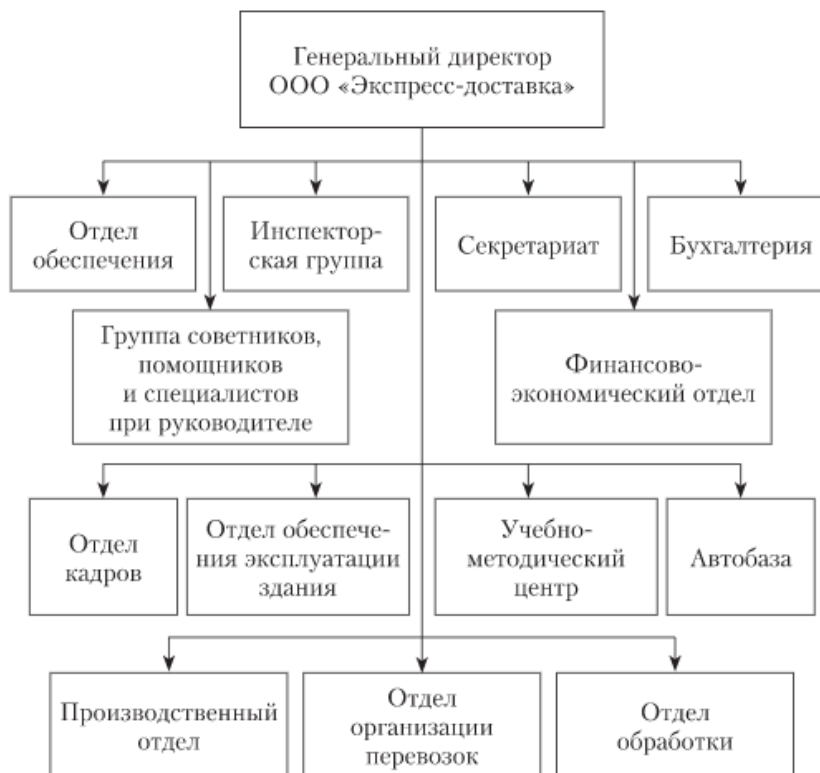 Генеральный директор
ООО «Экспресс-доставка»
Отдел
обеспечения
Инспектор-
ская группа
Секретариат
Бухгалтерия
Группа советников,
помощников
и специалистов
при руководителе
Финансово-
экономический отдел
Отдел
кадров
Отдел обеспече-
ния эксплуатации
здания
Учебно-
методический
центр
Автобаза
Производственный
отдел
Отдел
организации
перевозок
Отдел
обработки